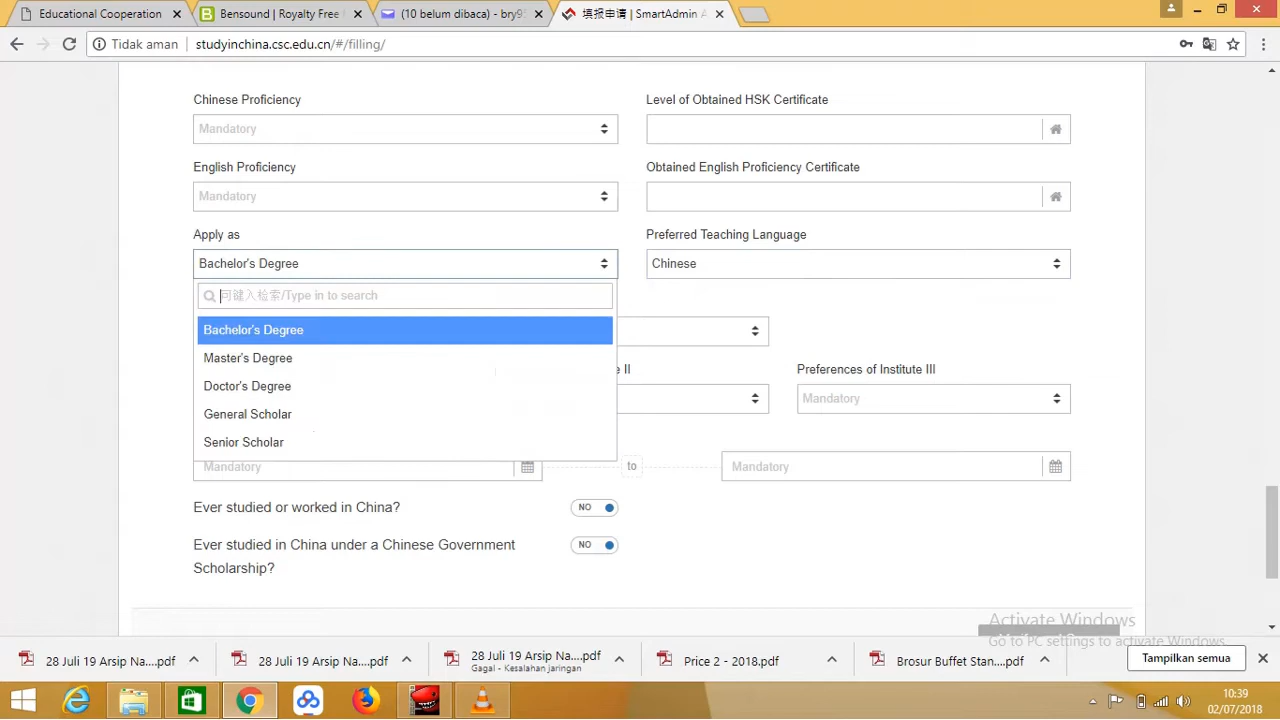 Educational Cooperation
Bensound | Royalty Free
(10 belum dibaca) - bry9
填报申请 | SmartAdmin
Tidak aman
studyinchina.csc.edu.cn/#/filling/
Chinese Proficiency
Level of Obtained HSK Certificate
Mandatory
English Proficiency
Obtained English Proficiency Certificate
Mandatory
Apply as
Preferred Teaching Language
Bachelor's Degree
Chinese
可键入检索/Type in to search
Bachelor's Degree
Master's Degree
Doctor's Degree
General Scholar
Senior Scholar
II
Preferences of Institute III
Mandatory
Mandatory
to
Mandatory
Ever studied or worked in China?
NO
Ever studied in China under a Chinese Government
Scholarship?
NO
Activate Windows
Go to PC settings to activate Windows.
28 Juli 19 Arsip Na....pdf
28 Juli 19 Arsip Na....pdf
28 Juli 19 Arsip Na....pdf
Gagal - Kesalahan jaringan
Price 2 - 2018.pdf
Brosur Buffet Stan....pdf
Tampilkan semua
10:39
02/07/2018